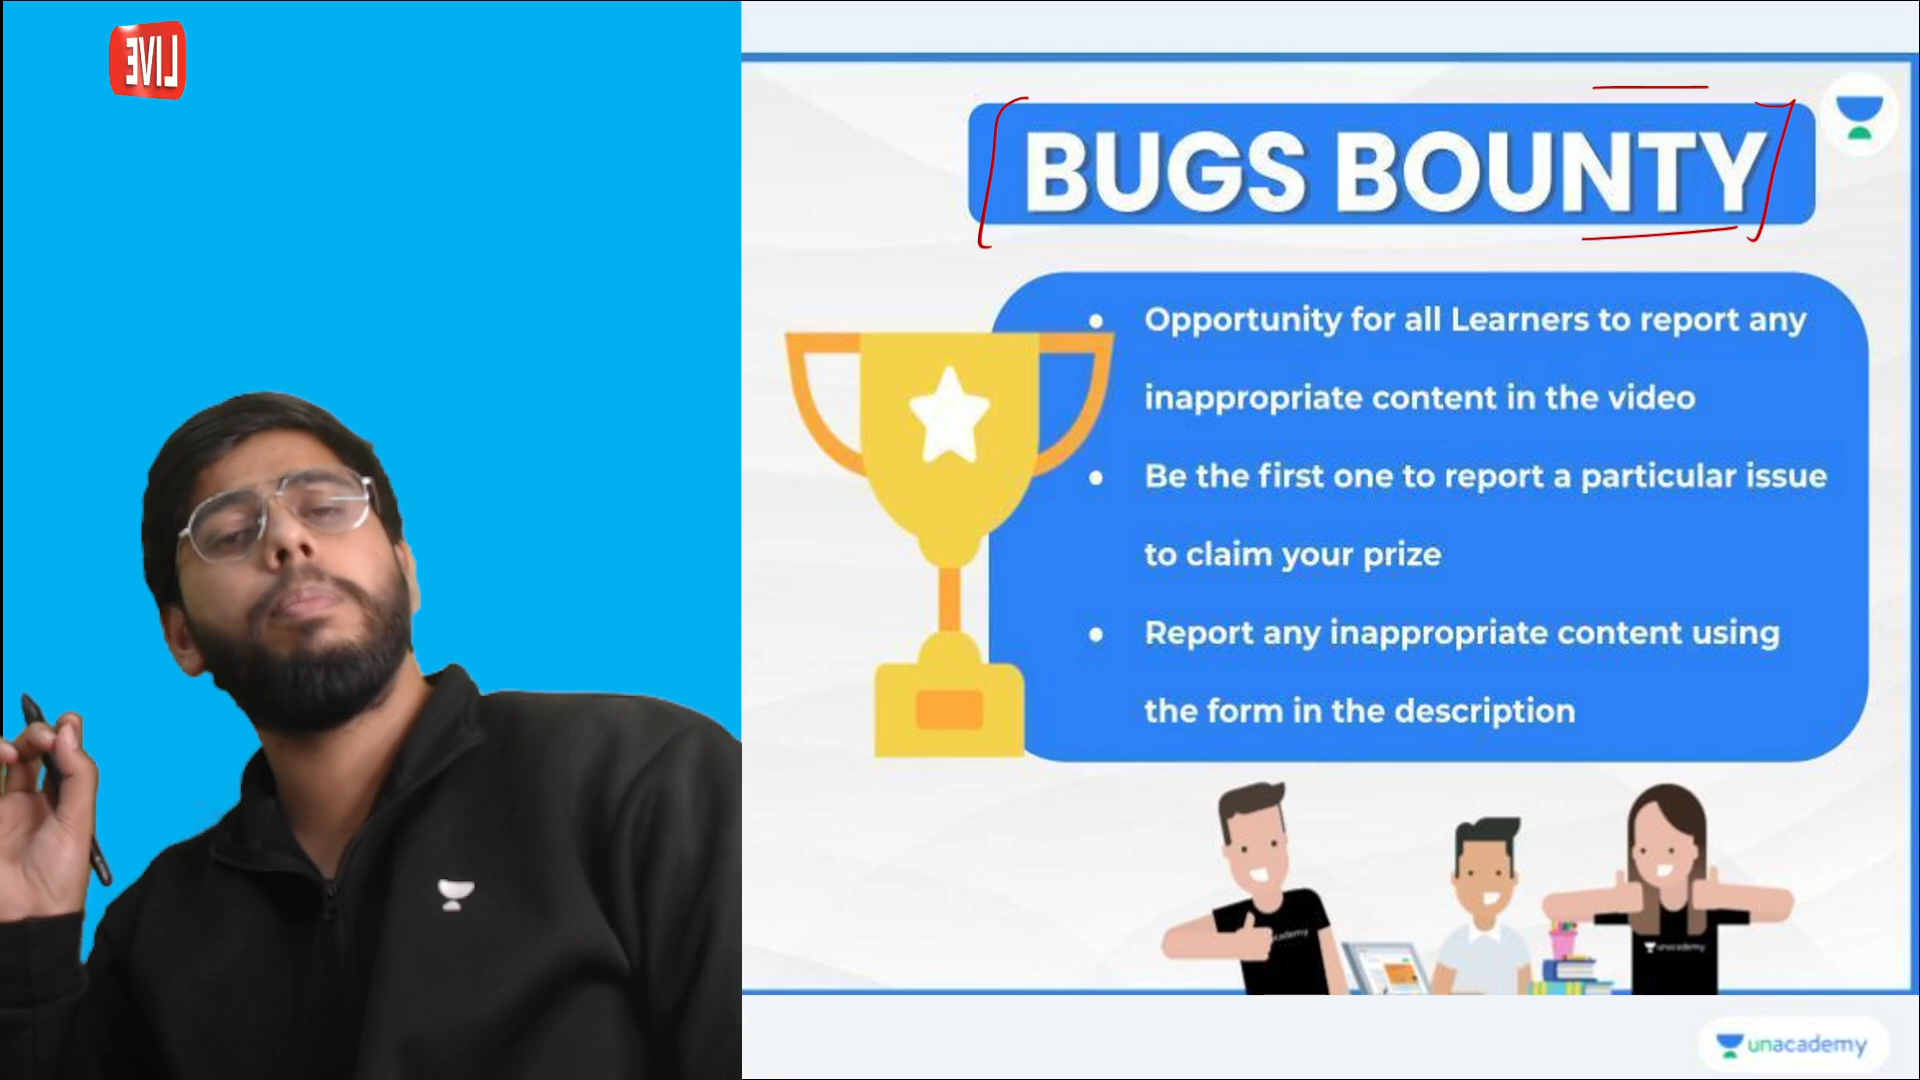 LIVE
BUGS BOUNTY
• Opportunity for all Learners to report any
inappropriate content in the video
• Be the first one to report a particular issue
to claim your prize
• Report any inappropriate content using
the form in the description
unacademy
unacademy